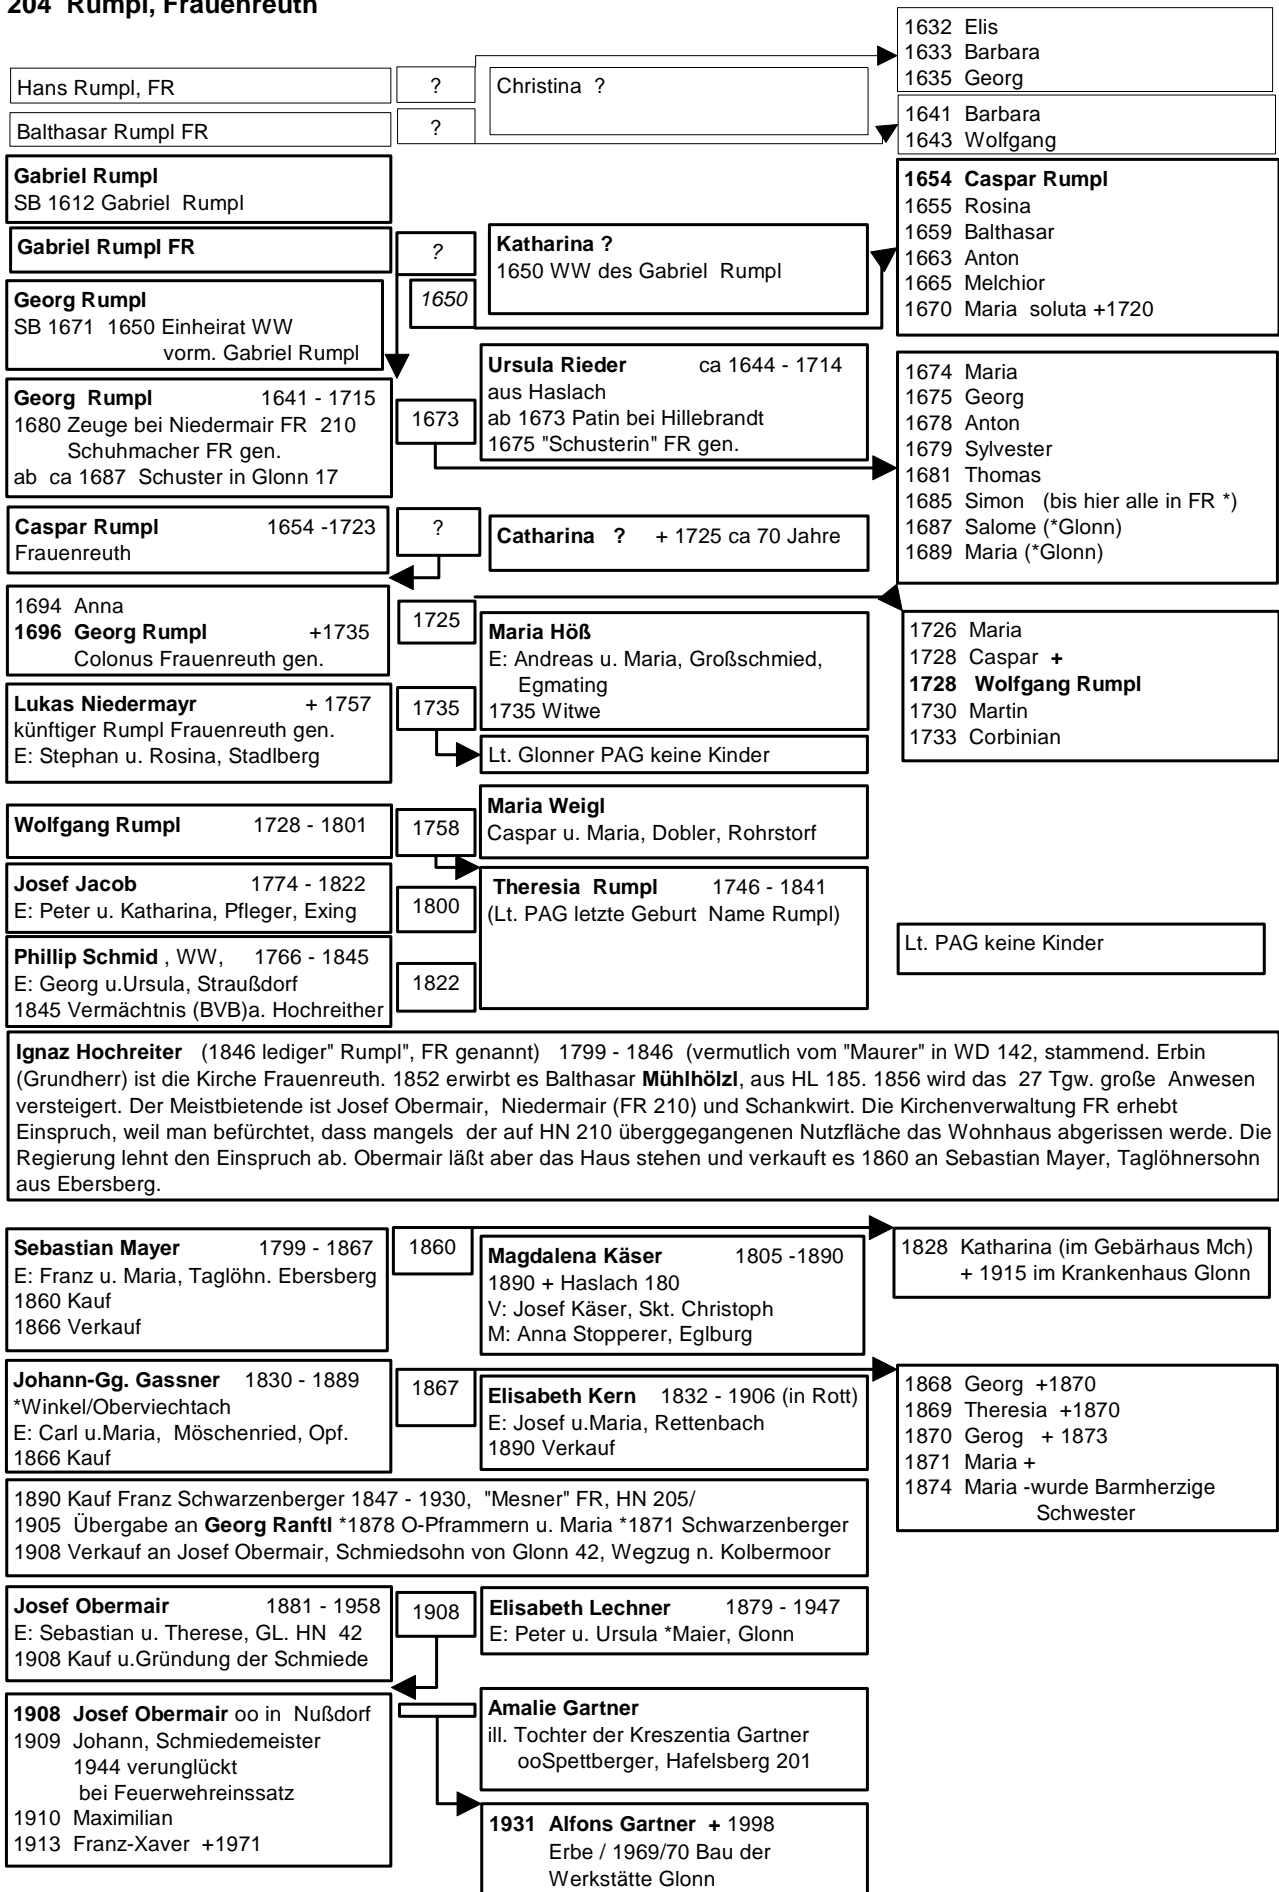 204 Rumpl, Frauenreuth
1632 Elis
1633 Barbara
1635 Georg
Hans Rumpl, FR
?
Christina ?
Balthasar Rumpl FR
?
1641 Barbara
1643 Wolfgang
Gabriel Rumpl
SB 1612 Gabriel Rumpl
1654 Caspar Rumpl
1655 Rosina
1659 Balthasar
1663 Anton
1665 Melchior
1670 Maria soluta +1720
Gabriel Rumpl FR
?
1650
Katharina ?
1650 WW des Gabriel Rumpl
Georg Rumpl
SB 1671 1650 Einheirat WW
vorm. Gabriel Rumpl
Georg Rumpl 1641 - 1715
1680 Zeuge bei Niedermair FR 210
Schuhmacher FR gen.
ab ca 1687 Schuster in Glonn 17
1673
Ursula Rieder ca 1644 - 1714
aus Haslach
ab 1673 Patin bei Hillebrandt
1675 "Schusterin" FR gen.
1674 Maria
1675 Georg
1678 Anton
1679 Sylvester
1681 Thomas
1685 Simon (bis hier alle in FR *)
1687 Salome (*Glonn)
1689 Maria (*Glonn)
Caspar Rumpl 1654 -1723
Frauenreuth
?
Catharina ? + 1725 ca 70 Jahre
1694 Anna
1696 Georg Rumpl +1735
Colonus Frauenreuth gen.
1725
Maria Höß
E: Andreas u. Maria, Großschmied,
Egmating
1735 Witwe
1726 Maria
1728 Caspar +
1728 Wolfgang Rumpl
1730 Martin
1733 Corbinian
Lukas Niedermayr + 1757
künftiger Rumpl Frauenreuth gen.
E: Stephan u. Rosina, Stadlberg
1735
Lt. Glonner PAG keine Kinder
Wolfgang Rumpl 1728 - 1801
1758
Maria Weigl
Caspar u. Maria, Dobler, Rohrstorf
Josef Jacob 1774 - 1822
E: Peter u. Katharina, Pfleger, Exing
1800
Theresia Rumpl 1746 - 1841
(Lt. PAG letzte Geburt Name Rumpl)
Lt. PAG keine Kinder
Phillip Schmid , WW, 1766 - 1845
E: Georg u.Ursula, Straußdorf
1845 Vermächtnis (BVB)a. Hochreither
1822
Ignaz Hochreiter (1846 lediger" Rumpl", FR genannt) 1799 - 1846 (vermutlich vom "Maurer" in WD 142, stammend. Erbin
(Grundherr) ist die Kirche Frauenreuth. 1852 erwirbt es Balthasar Mühlhölzl, aus HL 185. 1856 wird das 27 Tgw. große Anwesen
versteigert. Der Meistbietende ist Josef Obermair, Niedermair (FR 210) und Schankwirt. Die Kirchenverwaltung FR erhebt
Einspruch, weil man befürchtet, dass mangels der auf HN 210 überggegangenen Nutzfläche das Wohnhaus abgerissen werde. Die
Regierung lehnt den Einspruch ab. Obermair läßt aber das Haus stehen und verkauft es 1860 an Sebastian Mayer, Taglöhnersohn
aus Ebersberg.
Sebastian Mayer 1799 - 1867
E: Franz u. Maria, Taglöhn. Ebersberg
1860 Kauf
1866 Verkauf
1860
Magdalena Käser 1805 -1890
1890 + Haslach 180
V: Josef Käser, Skt. Christoph
M: Anna Stopperer, Eglburg
1828 Katharina (im Gebärhaus Mch)
+ 1915 im Krankenhaus Glonn
Johann-Gg. Gassner 1830 - 1889
*Winkel/Oberviechtach
E: Carl u.Maria, Möschenried, Opf.
1866 Kauf
1867
Elisabeth Kern 1832 - 1906 (in Rott)
E: Josef u.Maria, Rettenbach
1890 Verkauf
1868 Georg +1870
1869 Theresia +1870
1870 Gerog + 1873
1871 Maria +
1874 Maria -wurde Barmherzige
Schwester
1890 Kauf Franz Schwarzenberger 1847 - 1930, "Mesner" FR, HN 205/
1905 Übergabe an Georg Ranftl *1878 O-Pframmern u. Maria *1871 Schwarzenberger
1908 Verkauf an Josef Obermair, Schmiedsohn von Glonn 42, Wegzug n. Kolbermoor
Josef Obermair 1881 - 1958
E: Sebastian u. Therese, GL. HN 42
1908 Kauf u.Gründung der Schmiede
1908
Elisabeth Lechner 1879 - 1947
E: Peter u. Ursula *Maier, Glonn
1908 Josef Obermair oo in Nußdorf
1909 Johann, Schmiedemeister
1944 verunglückt
bei Feuerwehreinssatz
1910 Maximilian
1913 Franz-Xaver +1971
Amalie Gartner
ill. Tochter der Kreszentia Gartner
ooSpettberger, Hafelsberg 201
1931 Alfons Gartner + 1998
Erbe / 1969/70 Bau der
Werkstätte Glonn